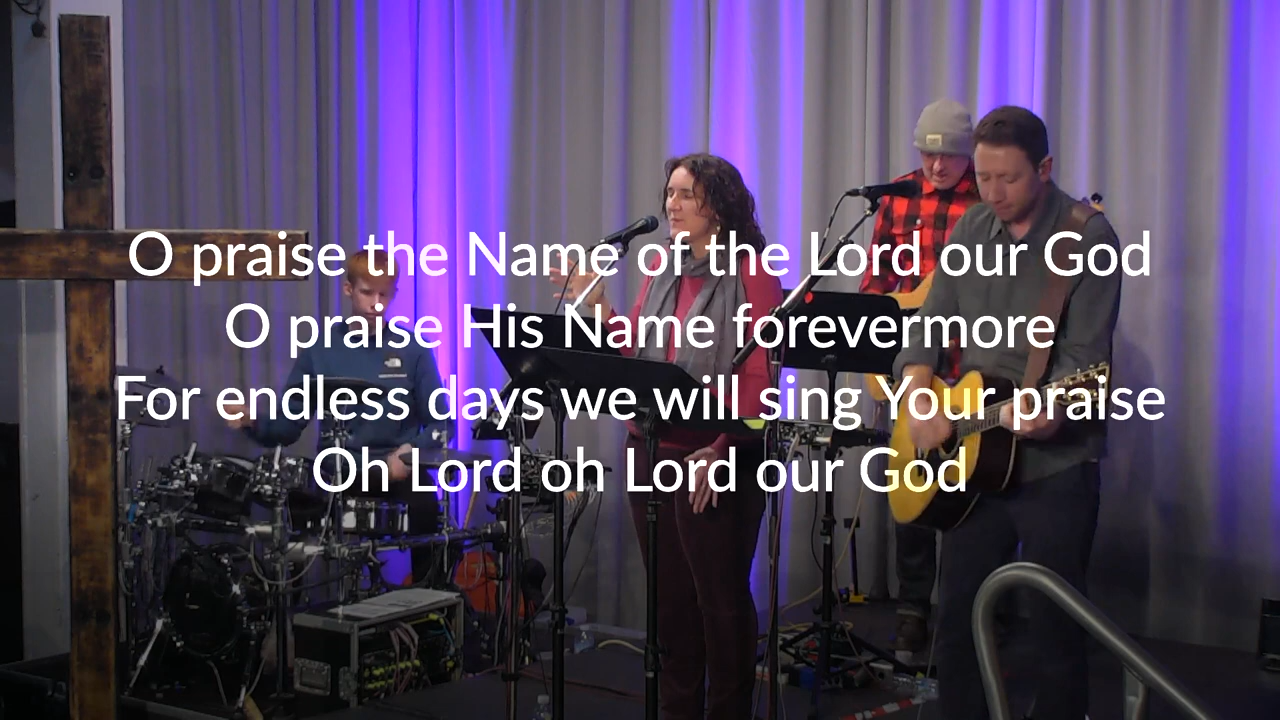 O praise the Name of the Lord our God
O praise His Name forevermore
For endless days we will sing Your praise
Oh Lord oh Lord our God